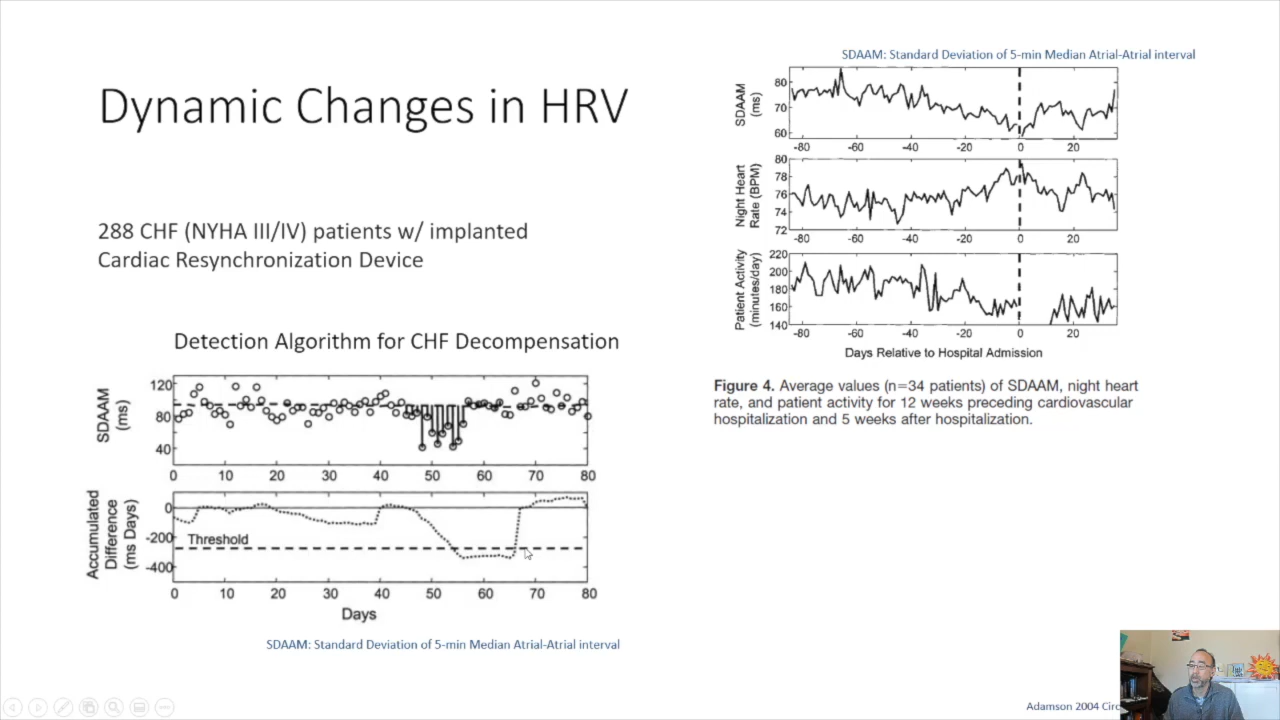 Dynamic Changes in HRV
288 CHF (NYHA III/IV) patients w/ implanted
Cardiac Resynchronization Device
Detection Algorithm for CHF Decompensation
SDAAM
(ms)
120
80
40
0 10 20 30 40 50 60 70 80
Accumulated
Difference
(ms Days)
0
-200
-400
Threshold
0 10 20 30 40 50 60 70 80
Days
SDAAM: Standard Deviation of 5-min Median Atrial-Atrial interval
SDAAM: Standard Deviation of 5-min Median Atrial-Atrial interval
SDAAM
(ms)
80
70
60
-80 -60 -40 -20 0 20
Night Heart
Rate (BPM)
80
78
76
74
72
-80 -60 -40 -20 0 20
Patient Activity
(minutes/day)
220
200
180
160
140
-80 -60 -40 -20 0 20
Days Relative to Hospital Admission
Figure 4. Average values (n=34 patients) of SDAAM, night heart
rate, and patient activity for 12 weeks preceding cardiovascular
hospitalization and 5 weeks after hospitalization.
Adamson 2004 Circ